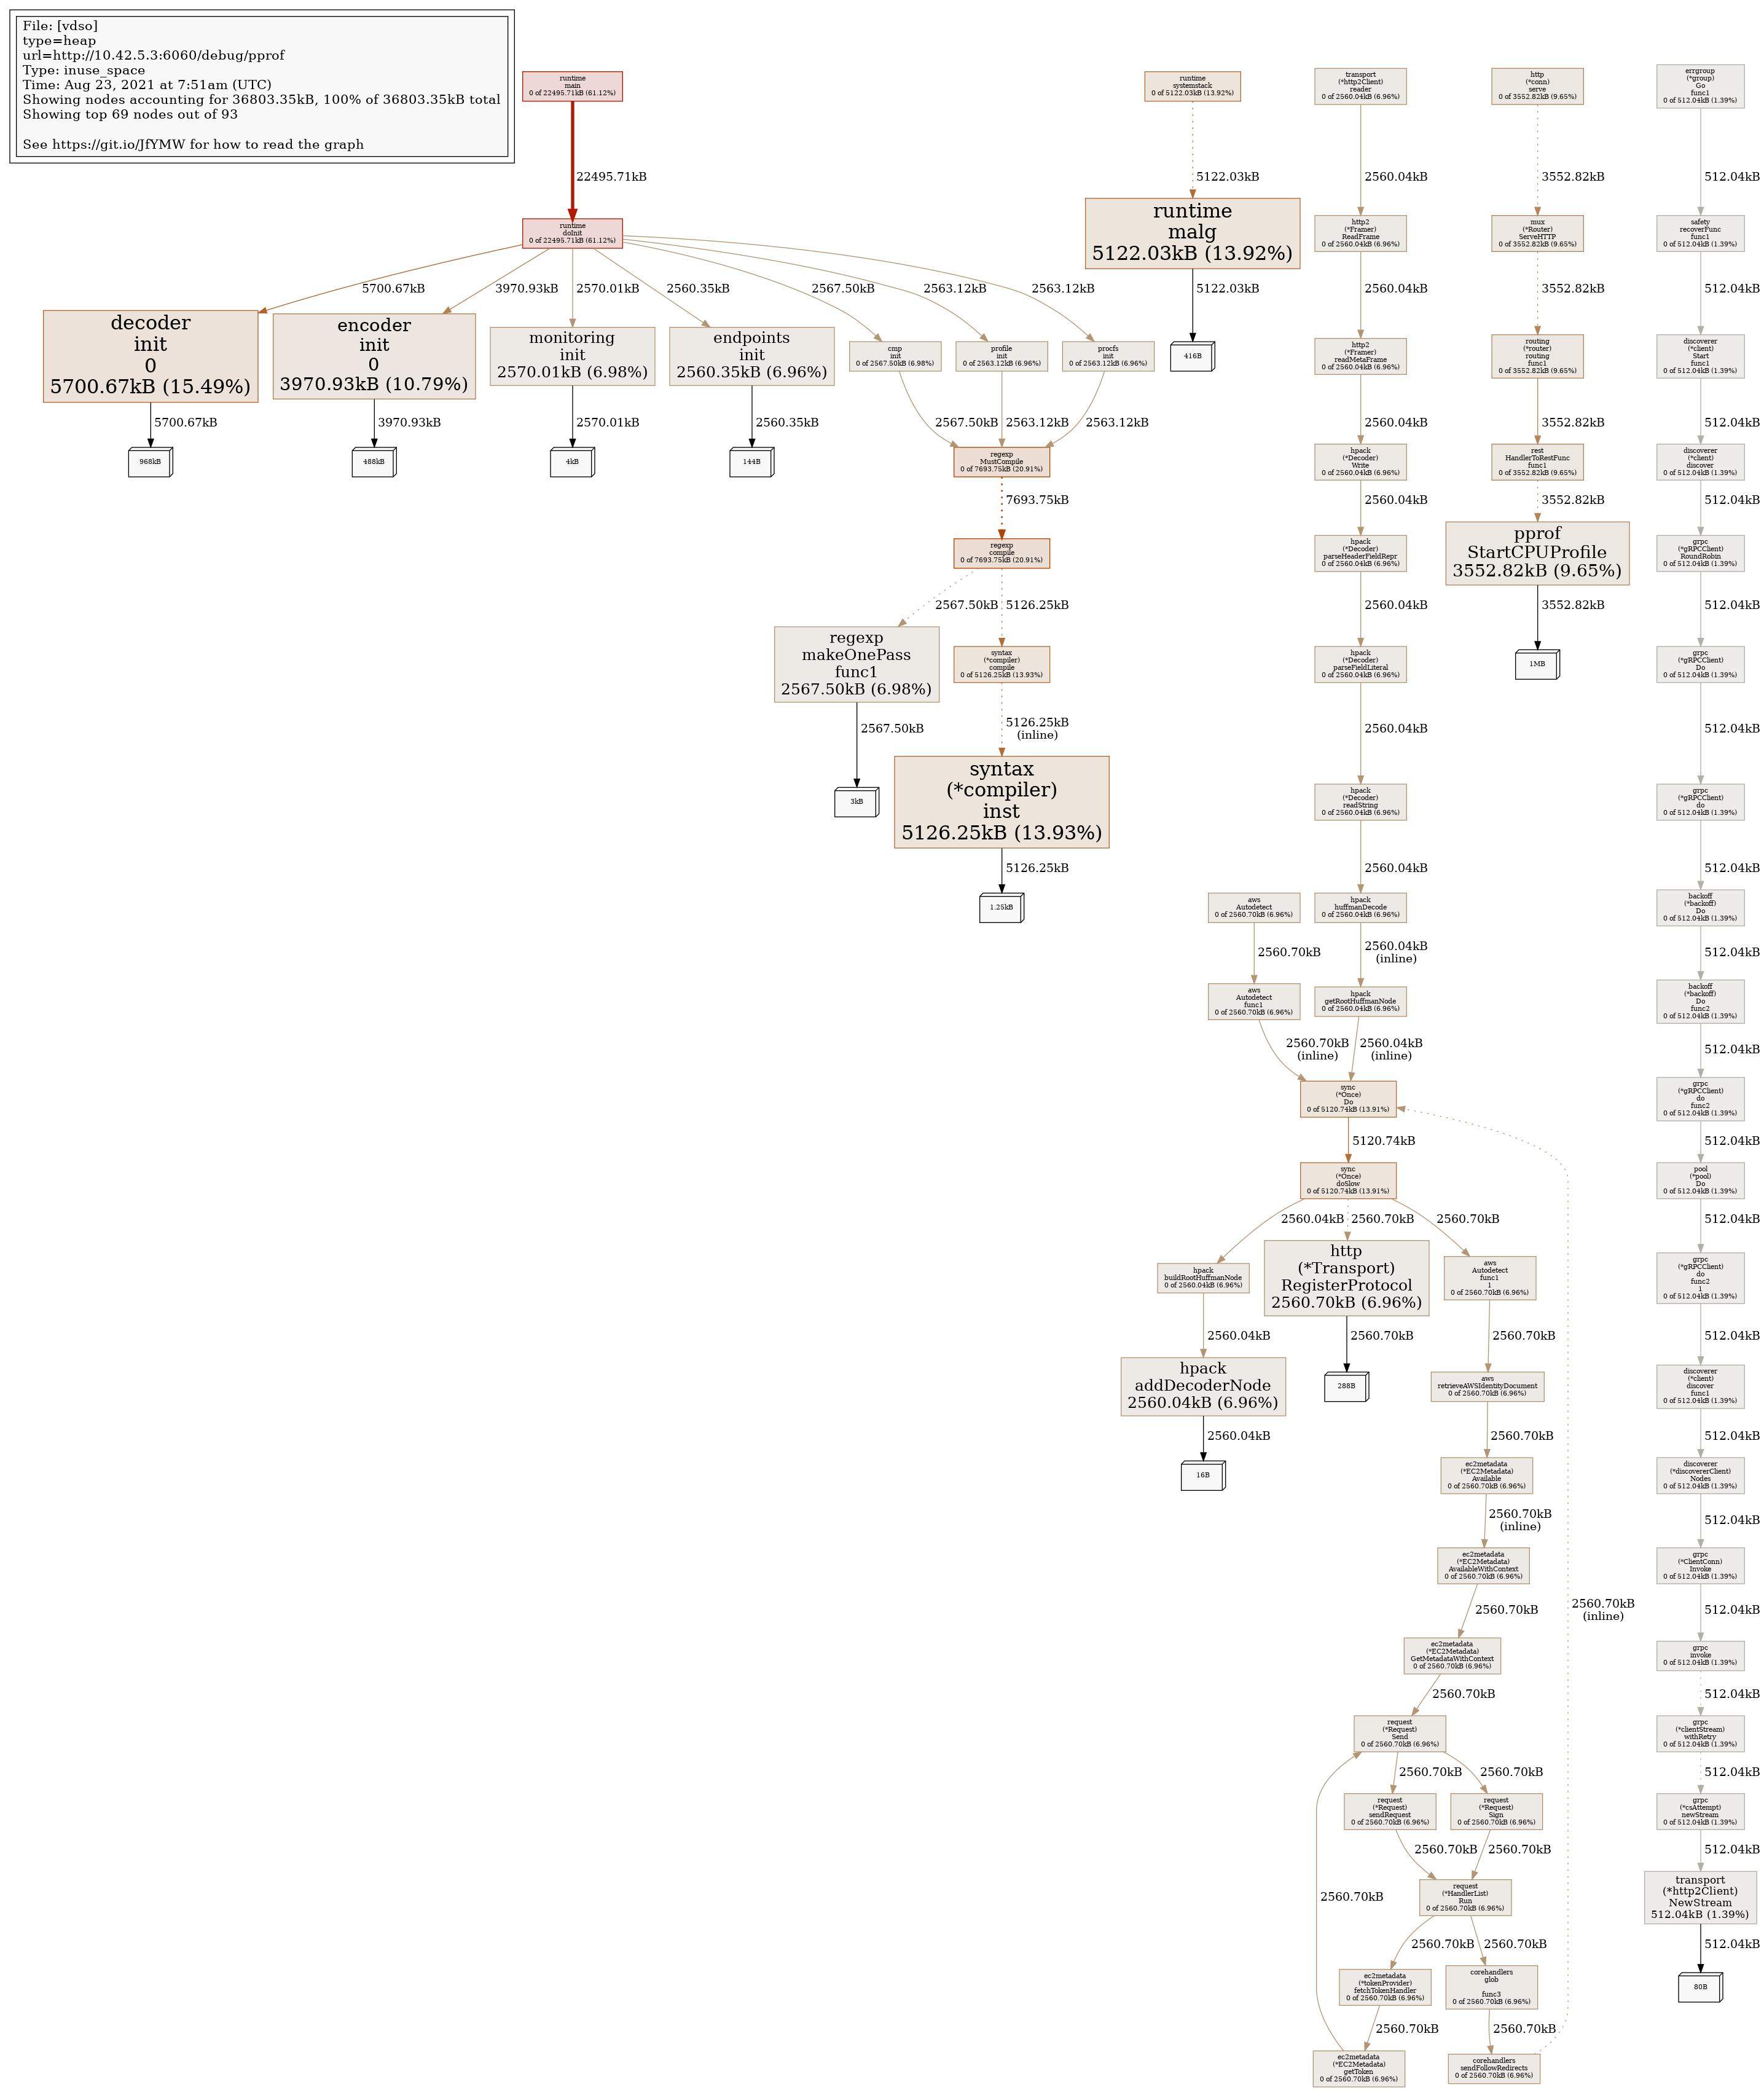 File: [vdso]
type=heap
url=http://10.42.5.3:6060/debug/pprof
Type: inuse_space
Time: Aug 23, 2021 at 7:51am (UTC)
Showing nodes accounting for 36803.35kB, 100% of 36803.35kB total
Showing top 69 nodes out of 93
See https://git.io/JfYMW for how to read the graph
runtime
main
0 of 22495.71kB (61.12%)
22495.71kB
runtime
doInit
0 of 22495.71kB (61.12%)
5700.67kB
3970.93kB
2570.01kB
2560.35kB
2567.50kB
2563.12kB
2563.12kB
decoder
init
0
5700.67kB (15.49%)
5700.67kB
968kB
encoder
init
0
3970.93kB (10.79%)
3970.93kB
488kB
monitoring
init
2570.01kB (6.98%)
2570.01kB
4kB
endpoints
init
2560.35kB (6.96%)
2560.35kB
144B
cmp
init
0 of 2567.50kB (6.98%)
2567.50kB
profile
init
0 of 2563.12kB (6.96%)
2563.12kB
procfs
init
0 of 2563.12kB (6.96%)
2563.12kB
regexp
MustCompile
0 of 7693.75kB (20.91%)
7693.75kB
regexp
compile
0 of 7693.75kB (20.91%)
2567.50kB
5126.25kB
regexp
makeOnePass
func1
2567.50kB (6.98%)
2567.50kB
3kB
syntax
(*compiler)
compile
0 of 5126.25kB (13.93%)
5126.25kB
(inline)
syntax
(*compiler)
inst
5126.25kB (13.93%)
5126.25kB
1.25kB
runtime
systemstack
0 of 5122.03kB (13.92%)
5122.03kB
runtime
malg
5122.03kB (13.92%)
5122.03kB
416B
transport
(*http2Client)
reader
0 of 2560.04kB (6.96%)
2560.04kB
http2
(*Framer)
ReadFrame
0 of 2560.04kB (6.96%)
2560.04kB
http2
(*Framer)
readMetaFrame
0 of 2560.04kB (6.96%)
2560.04kB
hpack
(*Decoder)
Write
0 of 2560.04kB (6.96%)
2560.04kB
hpack
(*Decoder)
parseHeaderFieldRepr
0 of 2560.04kB (6.96%)
2560.04kB
hpack
(*Decoder)
parseFieldLiteral
0 of 2560.04kB (6.96%)
2560.04kB
hpack
(*Decoder)
readString
0 of 2560.04kB (6.96%)
2560.04kB
hpack
huffmanDecode
0 of 2560.04kB (6.96%)
2560.04kB
(inline)
hpack
getRootHuffmanNode
0 of 2560.04kB (6.96%)
2560.04kB
(inline)
aws
Autodetect
0 of 2560.70kB (6.96%)
2560.70kB
aws
Autodetect
func1
0 of 2560.70kB (6.96%)
2560.70kB
(inline)
sync
(*Once)
Do
0 of 5120.74kB (13.91%)
5120.74kB
sync
(*Once)
doSlow
0 of 5120.74kB (13.91%)
2560.04kB
2560.70kB
2560.70kB
hpack
buildRootHuffmanNode
0 of 2560.04kB (6.96%)
2560.04kB
hpack
addDecoderNode
2560.04kB (6.96%)
2560.04kB
16B
http
(*Transport)
RegisterProtocol
2560.70kB (6.96%)
2560.70kB
288B
aws
Autodetect
func1
1
0 of 2560.70kB (6.96%)
2560.70kB
aws
retrieveAWSIdentityDocument
0 of 2560.70kB (6.96%)
2560.70kB
ec2metadata
(*EC2Metadata)
Available
0 of 2560.70kB (6.96%)
2560.70kB
(inline)
ec2metadata
(*EC2Metadata)
AvailableWithContext
0 of 2560.70kB (6.96%)
2560.70kB
ec2metadata
(*EC2Metadata)
GetMetadataWithContext
0 of 2560.70kB (6.96%)
2560.70kB
request
(*Request)
Send
0 of 2560.70kB (6.96%)
2560.70kB
2560.70kB
request
(*Request)
sendRequest
0 of 2560.70kB (6.96%)
2560.70kB
request
(*Request)
Sign
0 of 2560.70kB (6.96%)
2560.70kB
request
(*HandlerList)
Run
0 of 2560.70kB (6.96%)
2560.70kB
2560.70kB
ec2metadata
(*tokenProvider)
fetchTokenHandler
0 of 2560.70kB (6.96%)
2560.70kB
ec2metadata
(*EC2Metadata)
getToken
0 of 2560.70kB (6.96%)
2560.70kB
corehandlers
glob
func3
0 of 2560.70kB (6.96%)
2560.70kB
corehandlers
sendFollowRedirects
0 of 2560.70kB (6.96%)
2560.70kB
(inline)
http
(*conn)
serve
0 of 3552.82kB (9.65%)
3552.82kB
mux
(*Router)
ServeHTTP
0 of 3552.82kB (9.65%)
3552.82kB
routing
(*router)
routing
func1
0 of 3552.82kB (9.65%)
3552.82kB
rest
HandlerToRestFunc
func1
0 of 3552.82kB (9.65%)
3552.82kB
pprof
StartCPUProfile
3552.82kB (9.65%)
3552.82kB
1MB
errgroup
(*group)
Go
func1
0 of 512.04kB (1.39%)
512.04kB
safety
recoverFunc
func1
0 of 512.04kB (1.39%)
512.04kB
discoverer
(*client)
Start
func1
0 of 512.04kB (1.39%)
512.04kB
discoverer
(*client)
discover
0 of 512.04kB (1.39%)
512.04kB
grpc
(*gRPCClient)
RoundRobin
0 of 512.04kB (1.39%)
512.04kB
grpc
(*gRPCClient)
Do
0 of 512.04kB (1.39%)
512.04kB
grpc
(*gRPCClient)
do
0 of 512.04kB (1.39%)
512.04kB
backoff
(*backoff)
Do
0 of 512.04kB (1.39%)
512.04kB
backoff
(*backoff)
Do
func2
0 of 512.04kB (1.39%)
512.04kB
grpc
(*gRPCClient)
do
func2
0 of 512.04kB (1.39%)
512.04kB
pool
(*pool)
Do
0 of 512.04kB (1.39%)
512.04kB
grpc
(*gRPCClient)
do
func2
1
0 of 512.04kB (1.39%)
512.04kB
discoverer
(*client)
discover
func1
0 of 512.04kB (1.39%)
512.04kB
discoverer
(*discovererClient)
Nodes
0 of 512.04kB (1.39%)
512.04kB
grpc
(*ClientConn)
Invoke
0 of 512.04kB (1.39%)
512.04kB
grpc
invoke
0 of 512.04kB (1.39%)
512.04kB
grpc
(*clientStream)
withRetry
0 of 512.04kB (1.39%)
512.04kB
grpc
(*csAttempt)
newStream
0 of 512.04kB (1.39%)
512.04kB
transport
(*http2Client)
NewStream
512.04kB (1.39%)
512.04kB
80B